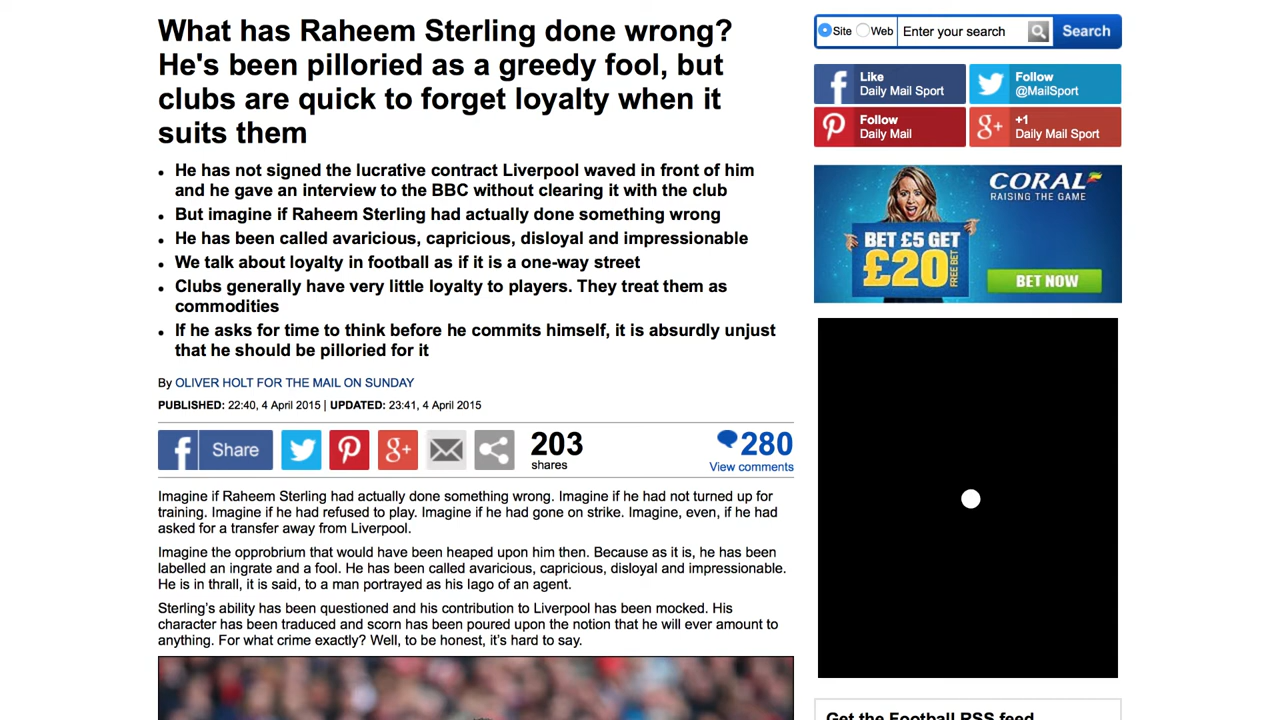 What has Raheem Sterling done wrong?
He's been pilloried as a greedy fool, but
clubs are quick to forget loyalty when it
suits them
He has not signed the lucrative contract Liverpool waved in front of him
and he gave an interview to the BBC without clearing it with the club
But imagine if Raheem Sterling had actually done something wrong
He has been called avaricious, capricious, disloyal and impressionable
We talk about loyalty in football as if it is a one-way street
Clubs generally have very little loyalty to players. They treat them as
commodities
If he asks for time to think before he commits himself, it is absurdly unjust
that he should be pilloried for it
By OLIVER HOLT FOR THE MAIL ON SUNDAY
PUBLISHED: 22:40, 4 April 2015 | UPDATED: 23:41, 4 April 2015
Share
203
shares
280
View comments
Imagine if Raheem Sterling had actually done something wrong. Imagine if he had not turned up for
training. Imagine if he had refused to play. Imagine if he had gone on strike. Imagine, even, if he had
asked for a transfer away from Liverpool.
Imagine the opprobrium that would have been heaped upon him then. Because as it is, he has been
labelled an ingrate and a fool. He has been called avaricious, capricious, disloyal and impressionable.
He is in thrall, it is said, to a man portrayed as his Iago of an agent.
Sterling's ability has been questioned and his contribution to Liverpool has been mocked. His
character has been traduced and scorn has been poured upon the notion that he will ever amount to
anything. For what crime exactly? Well, to be honest, it's hard to say.
Site Web Enter your search Search
Like
Daily Mail Sport
Follow
@MailSport
Follow
Daily Mail
+1
Daily Mail Sport
CORAL
RAISING THE GAME
BET £5 GET
£20 FREE BET
BET NOW
Get the Football RSS feed